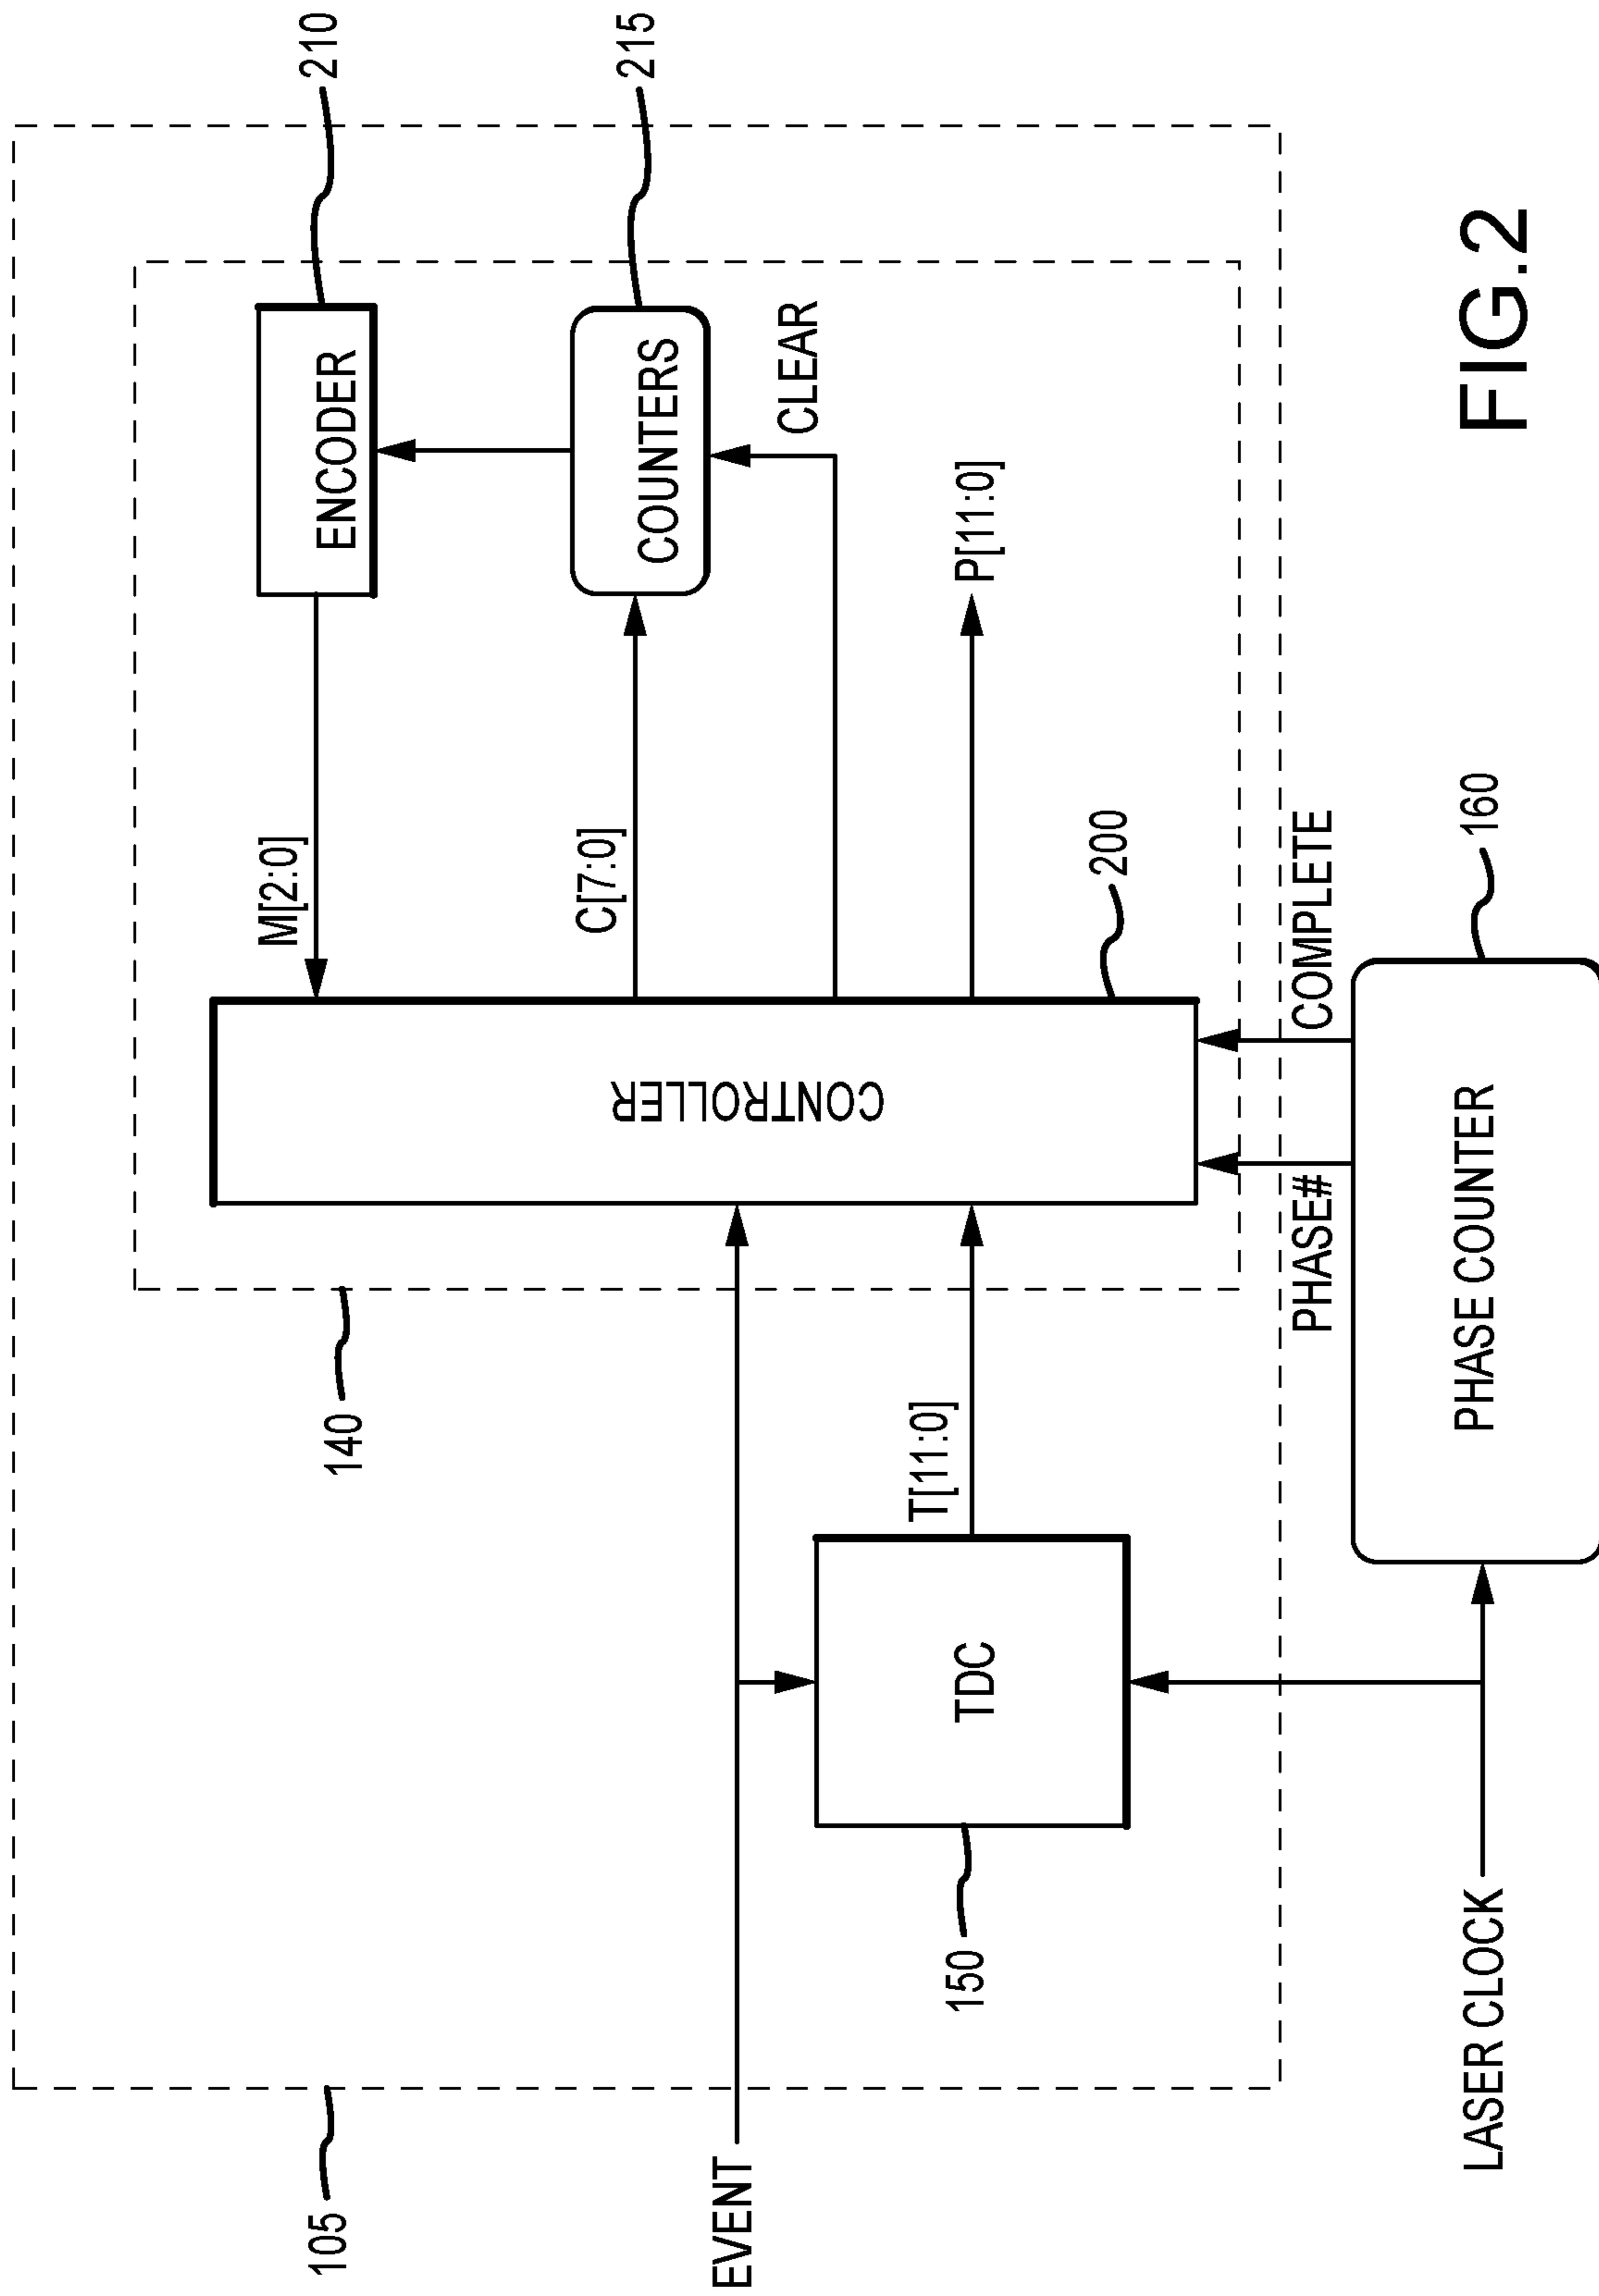 210
215
ENCODER
COUNTERS
CLEAR
M[2:0]
C[7:0]
P[11:0]
200
CONTROLLER
140
T[11:0]
PHASE#
COMPLETE
160
PHASE COUNTER
TDC
150
105
EVENT
LASER CLOCK
FIG.2